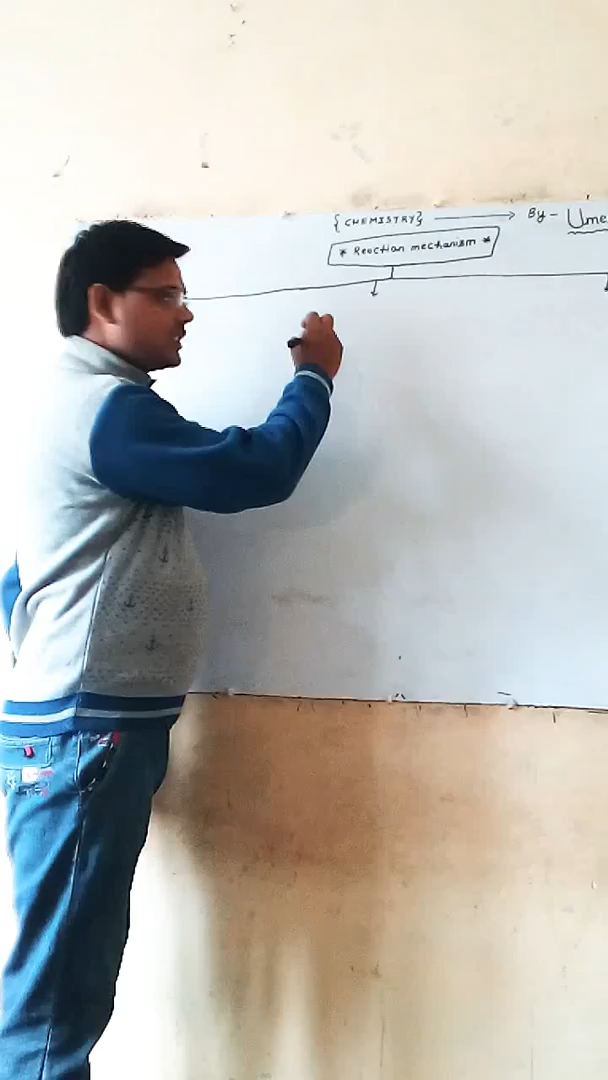 {CHEMISTRY} → By - Ume
* Reaction mechanism *